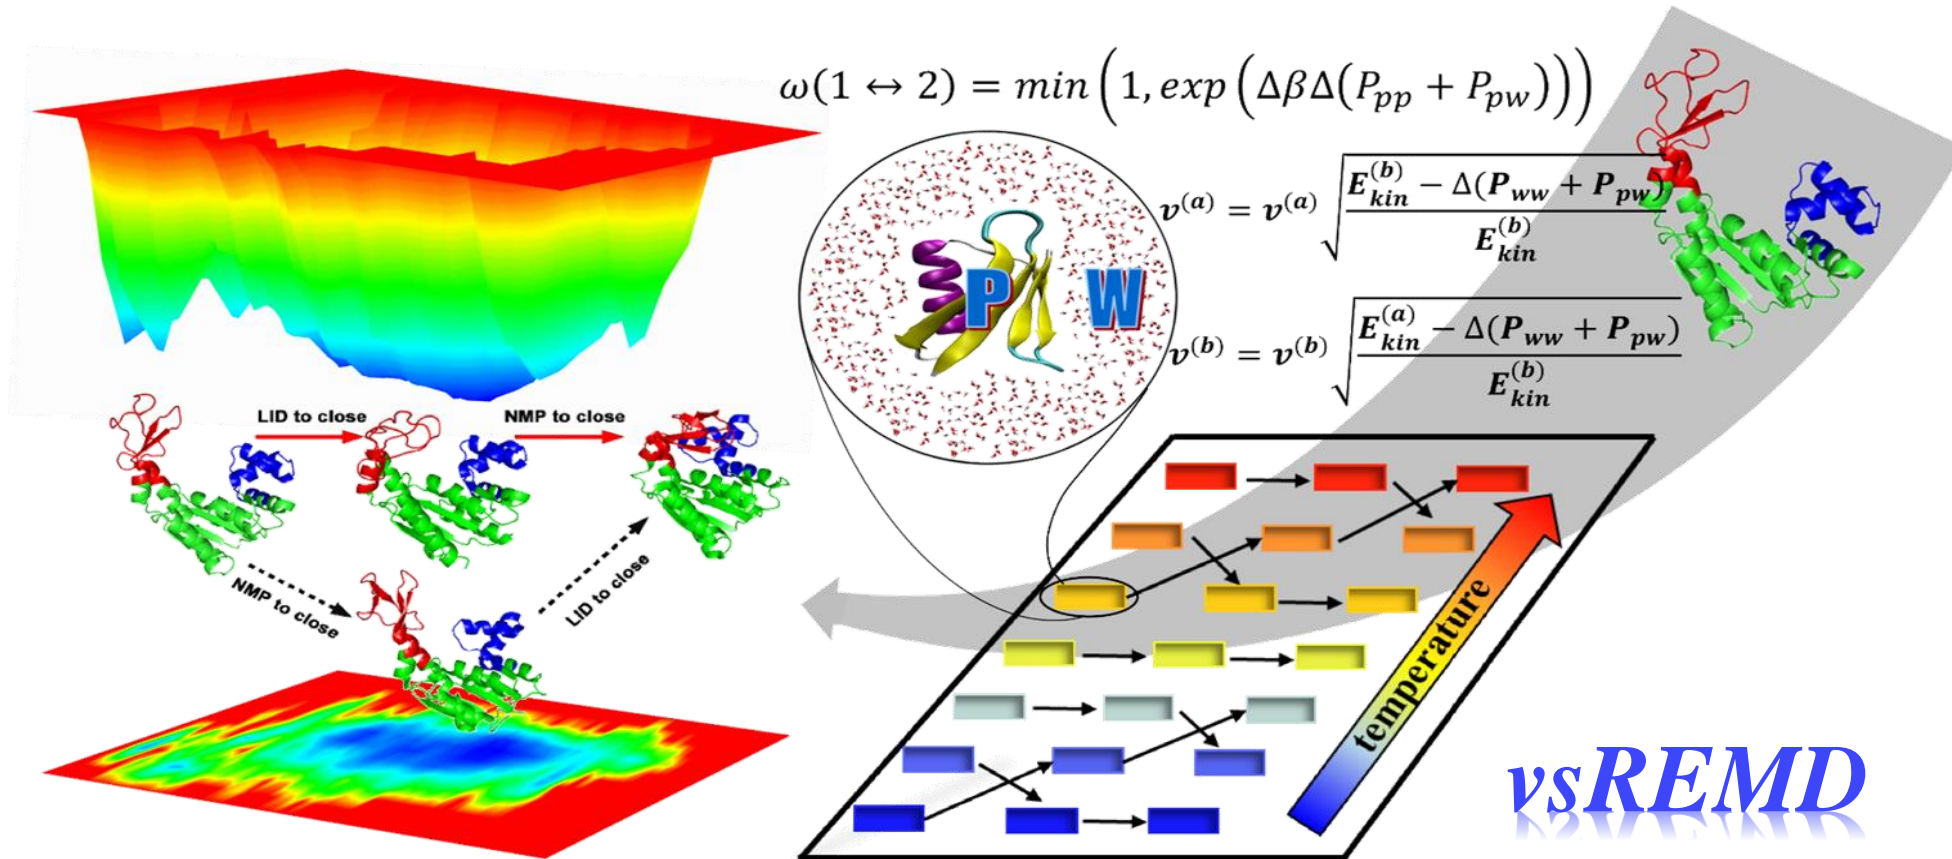 ω(1 ↔ 2) = min(1, exp(ΔβΔ(P_pp + P_pw)))
v^(a) = v^(a) √((E_kin^(b) − Δ(P_ww + P_pw)) / E_kin^(b))
P W
v^(b) = v^(b) √((E_kin^(a) − Δ(P_ww + P_pw)) / E_kin^(b))
LID to close
NMP to close
NMP to close
LID to close
temperature
vsREMD